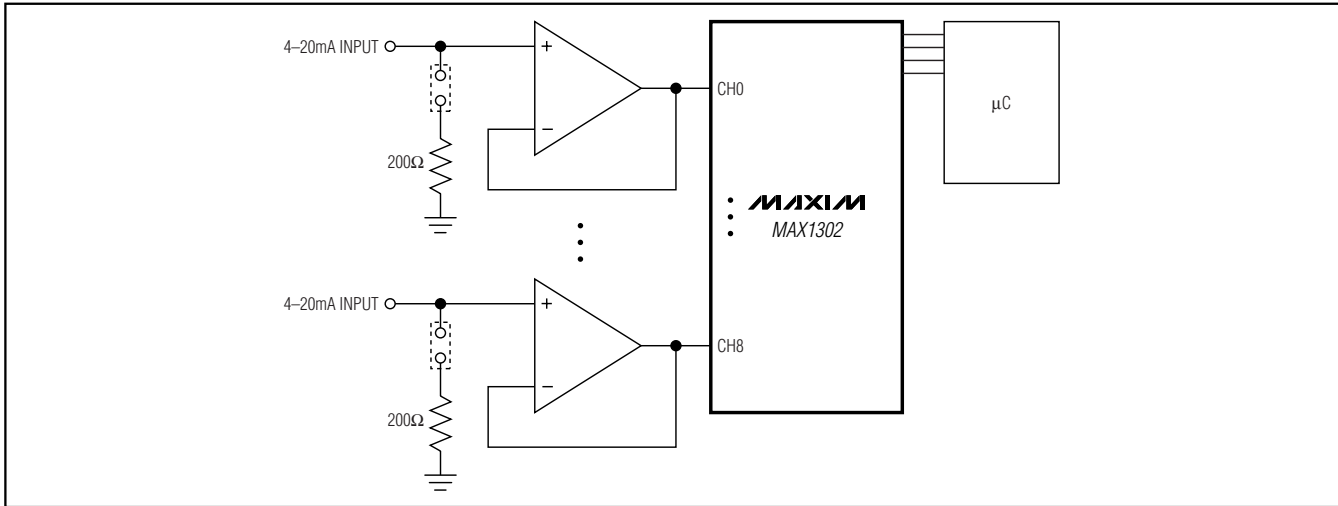 4–20mA INPUT
+
–
200Ω
CH0
µC
MAXIM
MAX1302
4–20mA INPUT
+
–
200Ω
CH8